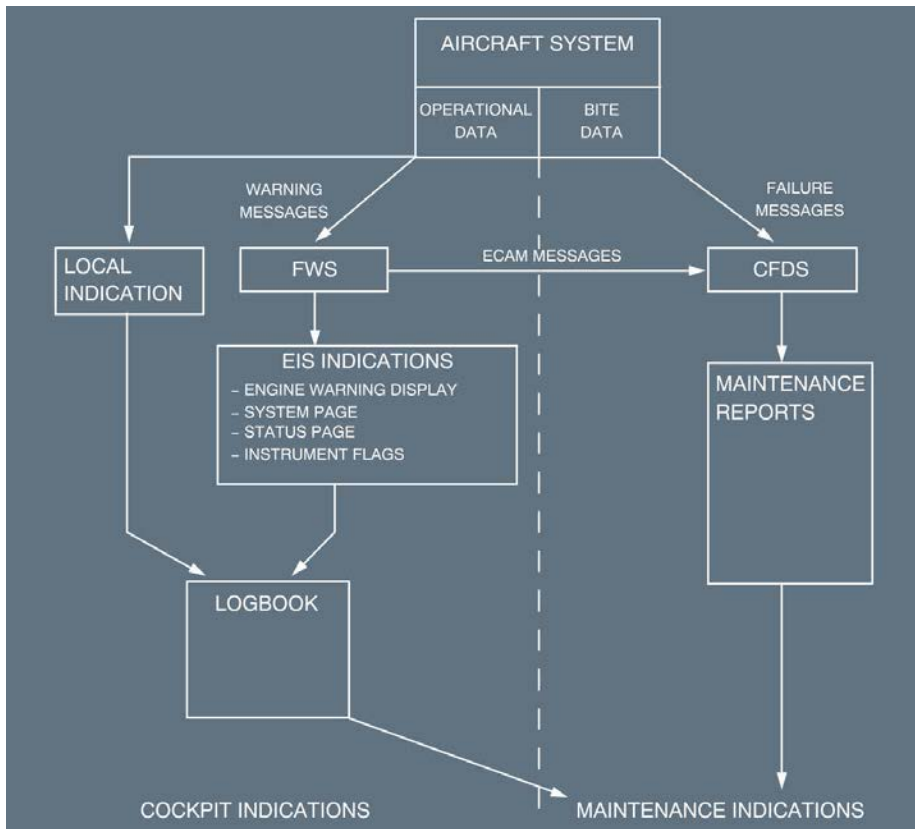 AIRCRAFT SYSTEM
OPERATIONAL
DATA
BITE
DATA
WARNING
MESSAGES
FAILURE
MESSAGES
LOCAL
INDICATION
FWS
ECAM MESSAGES
CFDS
EIS INDICATIONS
– ENGINE WARNING DISPLAY
– SYSTEM PAGE
– STATUS PAGE
– INSTRUMENT FLAGS
MAINTENANCE
REPORTS
LOGBOOK
COCKPIT INDICATIONS
MAINTENANCE INDICATIONS